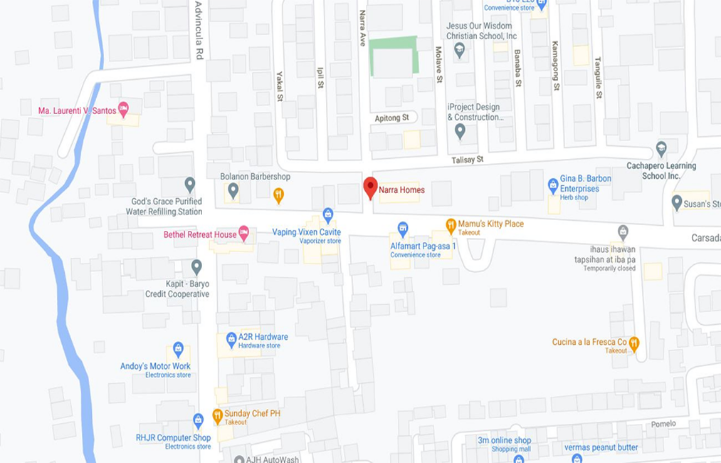 Convenience store
Jesus Our Wisdom
Christian School, Inc
Advincula Rd
Narra Ave
Yakal St
Ipil St
Molave St
Banaba St
Kamagong St
Tanguile St
Ma. Laurenti V. Santos
Apitong St
iProject Design
& Construction...
Talisay St
Cachapero Learning
School Inc.
Bolanon Barbershop
Narra Homes
Gina B. Barbon
Enterprises
Herb shop
God's Grace Purified
Water Refilling Station
Susan's Sto
Bethel Retreat House
Vaping Vixen Cavite
Vaporizer store
Mamu's Kitty Place
Takeout
Alfamart Pag-asa 1
Convenience store
ihaus ihawan
tapsihan at iba pa
Temporarily closed
Carsada
Kapit - Baryo
Credit Cooperative
A2R Hardware
Hardware store
Cucina a la Fresca Co
Takeout
Andoy's Motor Work
Electronics store
Sunday Chef PH
Takeout
RHJR Computer Shop
Electronics store
Pomelo
3m online shop
Shopping mall
vermas peanut butter
AJH AutoWash